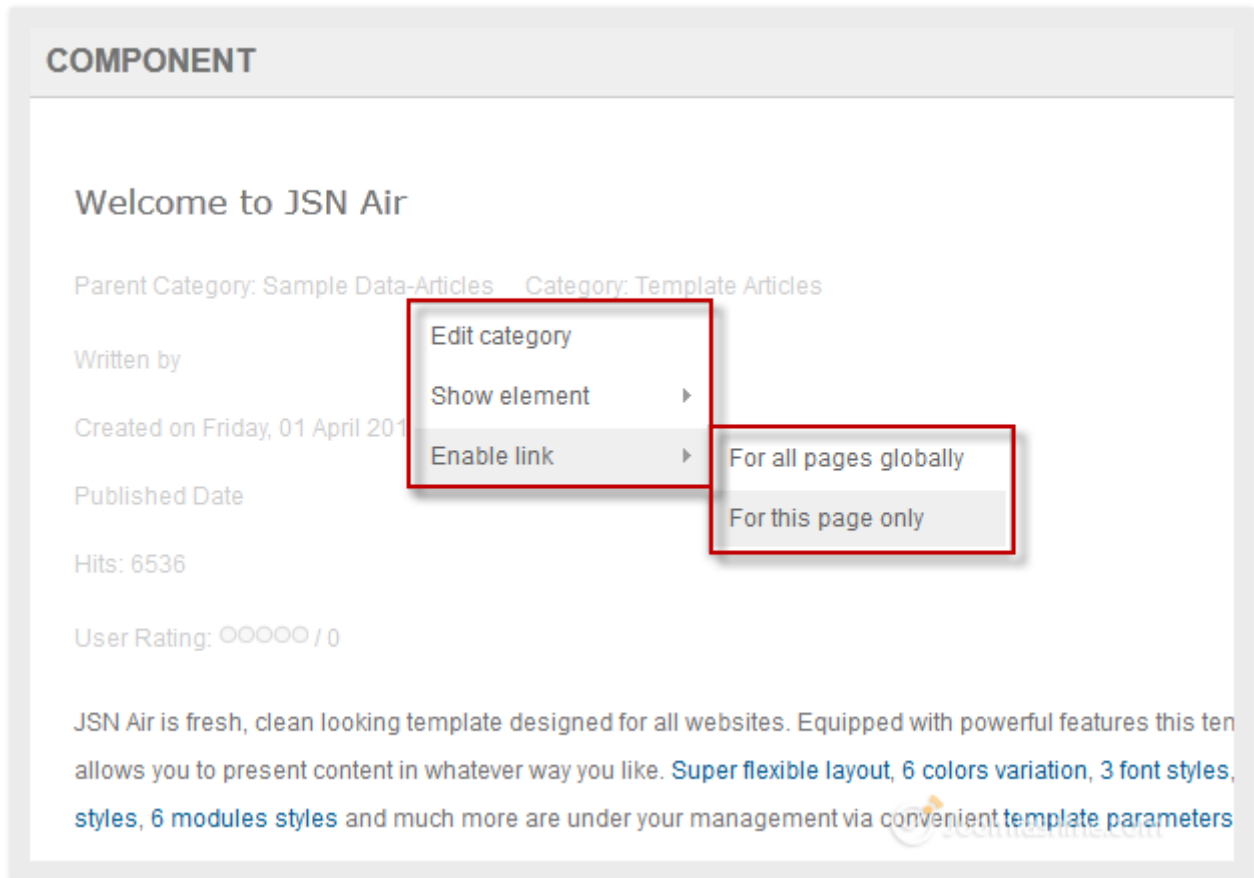 COMPONENT
Welcome to JSN Air
Parent Category: Sample Data-Articles Category: Template Articles
Edit category
Written by
Show element
Created on Friday, 01 April 201
Enable link
For all pages globally
Published Date
For this page only
Hits: 6536
User Rating: / 0
JSN Air is fresh, clean looking template designed for all websites. Equipped with powerful features this ten
allows you to present content in whatever way you like. Super flexible layout, 6 colors variation, 3 font styles,
styles, 6 modules styles and much more are under your management via convenient template parameters
Joomlashine.com